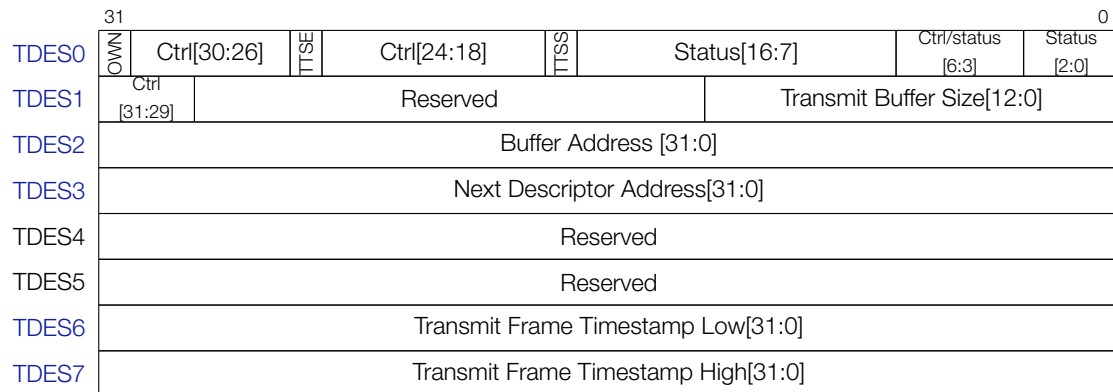 31 0
TDES0 OWN Ctrl[30:26] TTSE Ctrl[24:18] TTSS Status[16:7] Ctrl/status [6:3] Status [2:0]
TDES1 Ctrl [31:29] Reserved Transmit Buffer Size[12:0]
TDES2 Buffer Address [31:0]
TDES3 Next Descriptor Address[31:0]
TDES4 Reserved
TDES5 Reserved
TDES6 Transmit Frame Timestamp Low[31:0]
TDES7 Transmit Frame Timestamp High[31:0]